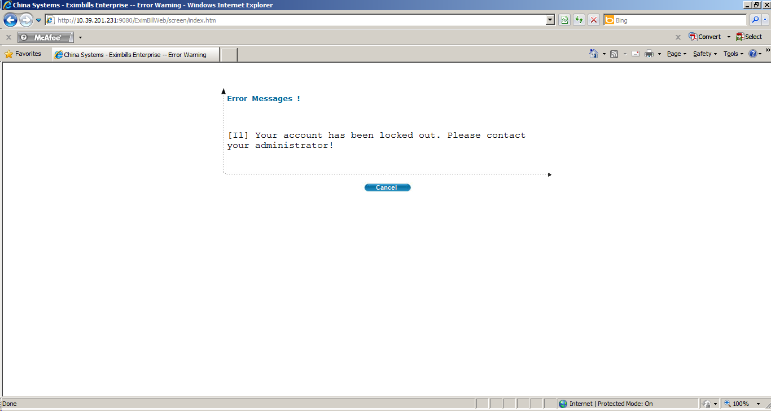 China Systems - Eximbills Enterprise -- Error Warning - Windows Internet Explorer
http://10.39.201.231:9080/EximBillWeb/screen/index.htm
Bing
McAfee
Convert
Select
Favorites
China Systems - Eximbills Enterprise -- Error Warning
Page
Safety
Tools
Error Messages !
[I1] Your account has been locked out. Please contact
your administrator!
Cancel
Done
Internet | Protected Mode: On
100%